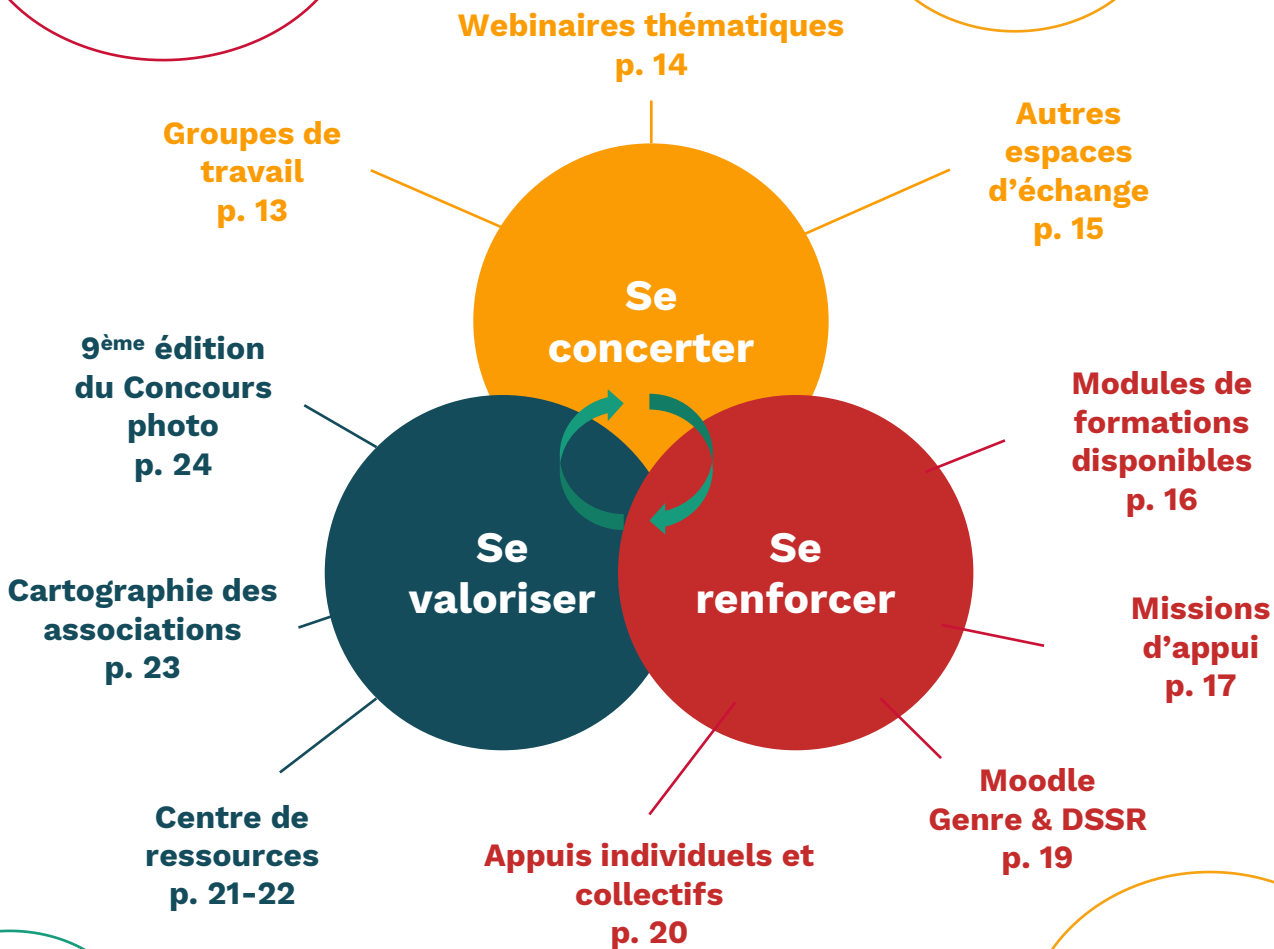 Webinaires thématiques
p. 14
Groupes de
travail
p. 13
Autres
espaces
d’échange
p. 15
Se
concerter
9ème édition
du Concours
photo
p. 24
Modules de
formations
disponibles
p. 16
Se
valoriser
Se
renforcer
Cartographie des
associations
p. 23
Missions
d’appui
p. 17
Centre de
ressources
p. 21-22
Appuis individuels et
collectifs
p. 20
Moodle
Genre & DSSR
p. 19